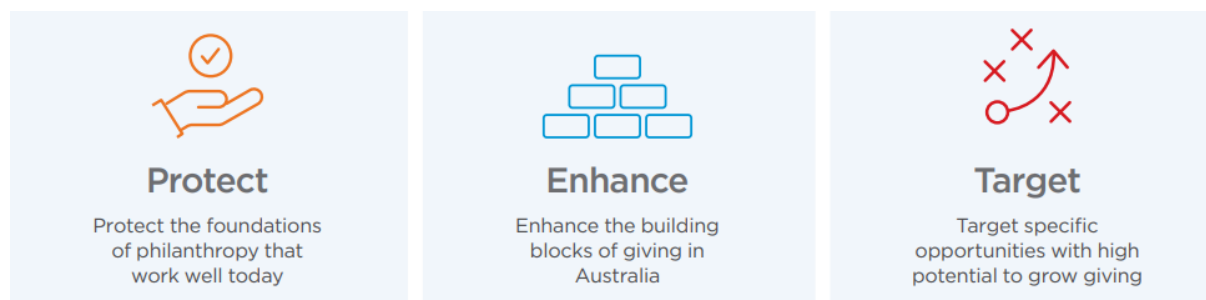 Protect
Protect the foundations
of philanthropy that
work well today
Enhance
Enhance the building
blocks of giving in
Australia
Target
Target specific
opportunities with high
potential to grow giving